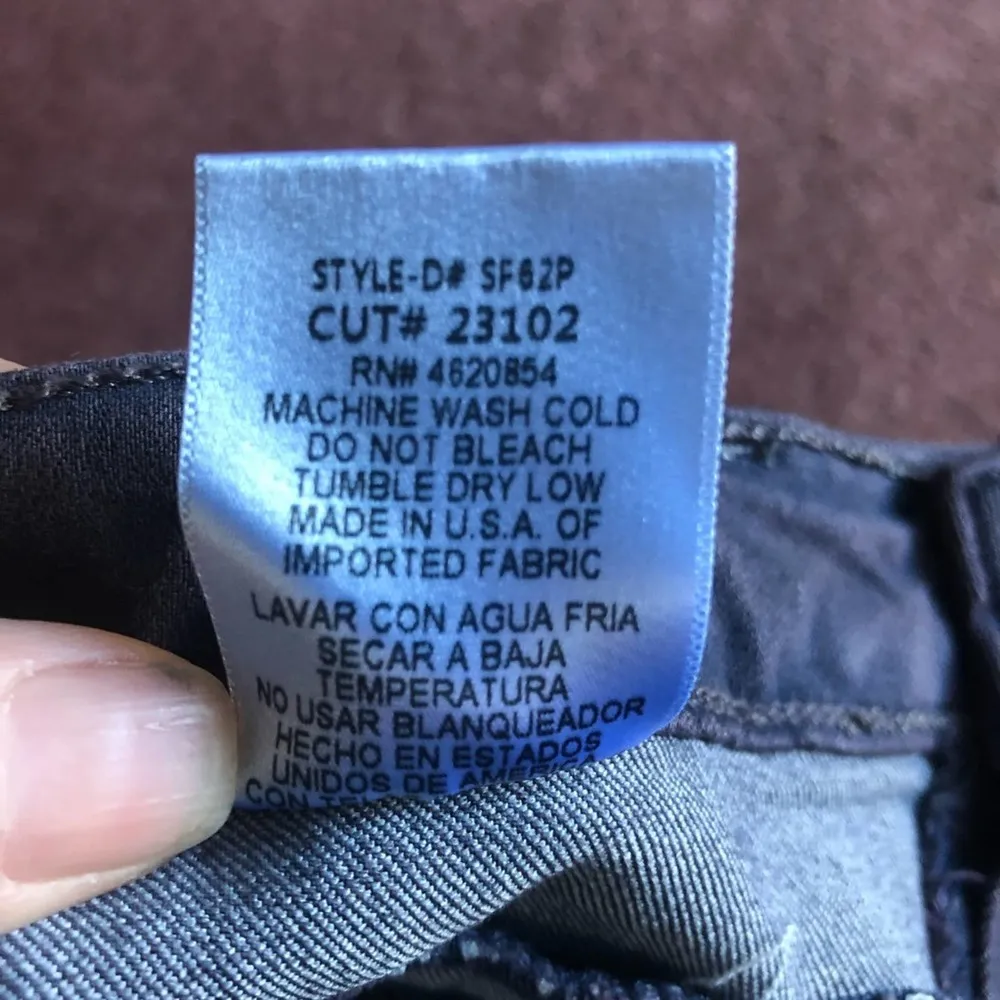 STYLE-D# SF62P
CUT# 23102
RN# 4620854
MACHINE WASH COLD
DO NOT BLEACH
TUMBLE DRY LOW
MADE IN U.S.A. OF
IMPORTED FABRIC
LAVAR CON AGUA FRIA
SECAR A BAJA
TEMPERATURA
NO USAR BLANQUEADOR
HECHO EN ESTADOS
UNIDOS DE AMERICA
CON